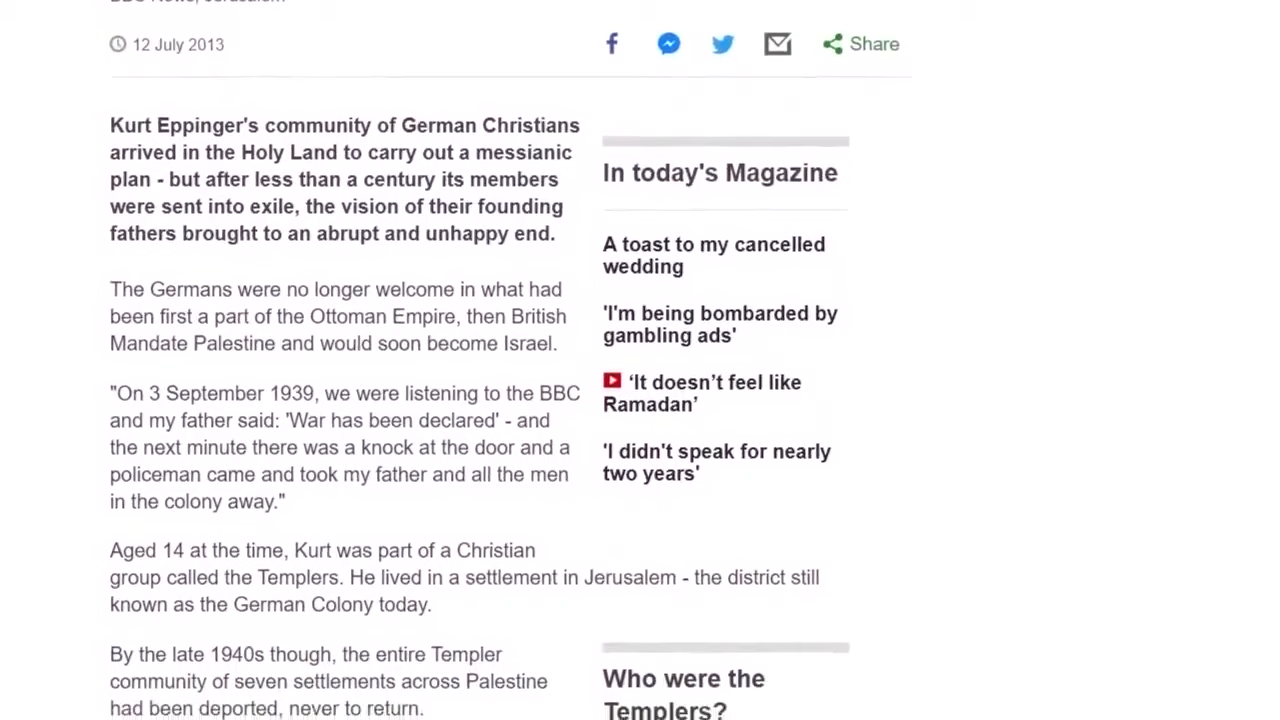 12 July 2013
Share
Kurt Eppinger's community of German Christians
arrived in the Holy Land to carry out a messianic
plan - but after less than a century its members
were sent into exile, the vision of their founding
fathers brought to an abrupt and unhappy end.
The Germans were no longer welcome in what had
been first a part of the Ottoman Empire, then British
Mandate Palestine and would soon become Israel.
"On 3 September 1939, we were listening to the BBC
and my father said: 'War has been declared' - and
the next minute there was a knock at the door and a
policeman came and took my father and all the men
in the colony away."
Aged 14 at the time, Kurt was part of a Christian
group called the Templers. He lived in a settlement in Jerusalem - the district still
known as the German Colony today.
By the late 1940s though, the entire Templer
community of seven settlements across Palestine
had been deported, never to return.
In today's Magazine
A toast to my cancelled
wedding
'I'm being bombarded by
gambling ads'
‘It doesn’t feel like
Ramadan’
'I didn't speak for nearly
two years'
Who were the
Templers?